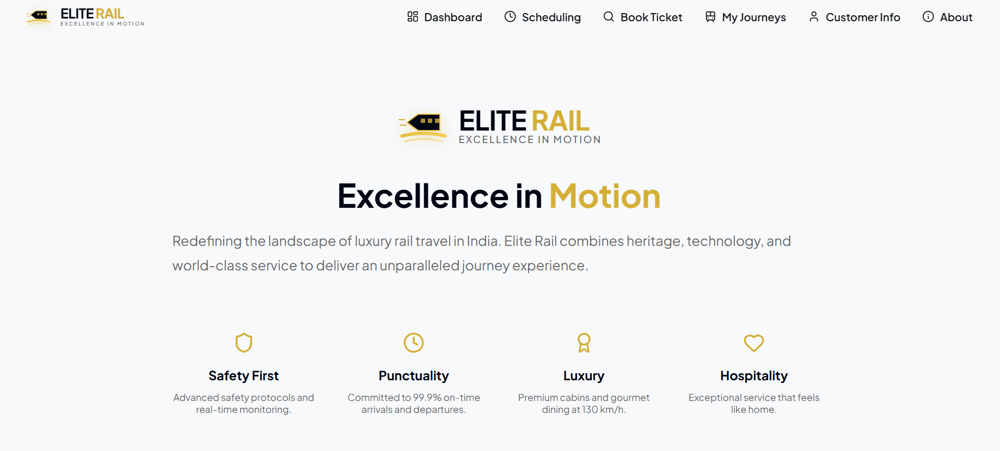 ELITE RAIL
EXCELLENCE IN MOTION
Dashboard
Scheduling
Book Ticket
My Journeys
Customer Info
About
ELITE RAIL
EXCELLENCE IN MOTION
Excellence in Motion
Redefining the landscape of luxury rail travel in India. Elite Rail combines heritage, technology, and
world-class service to deliver an unparalleled journey experience.
Safety First
Advanced safety protocols and
real-time monitoring.
Punctuality
Committed to 99.9% on-time
arrivals and departures.
Luxury
Premium cabins and gourmet
dining at 130 km/h.
Hospitality
Exceptional service that feels
like home.